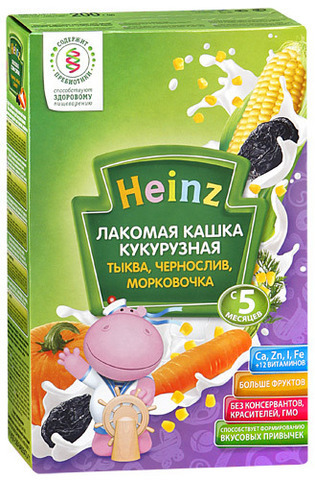 СОДЕРЖИТ
ПРЕБИОТИКИ
способствуют
ЗДОРОВОМУ
пищеварению
Heinz
ЛАКОМАЯ КАШКА
КУКУРУЗНАЯ
ТЫКВА, ЧЕРНОСЛИВ,
МОРКОВОЧКА
С 5
МЕСЯЦЕВ
Ca, Zn, I, Fe
+12 ВИТАМИНОВ
БОЛЬШЕ ФРУКТОВ
БЕЗ КОНСЕРВАНТОВ,
КРАСИТЕЛЕЙ, ГМО
СПОСОБСТВУЕТ ФОРМИРОВАНИЮ
ВКУСОВЫХ ПРИВЫЧЕК